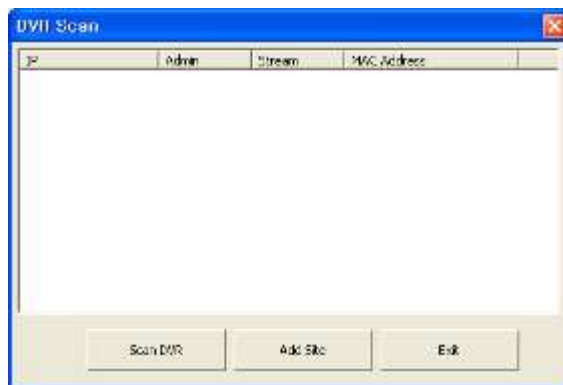 DVR Scan
IP Admin Stream MAC Address
Scan DVR Add Site Exit